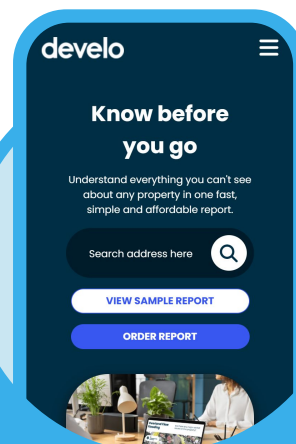 develo
Know before
you go
Understand everything you can't see
about any property in one fast,
simple and affordable report.
Search address here
VIEW SAMPLE REPORT
ORDER REPORT